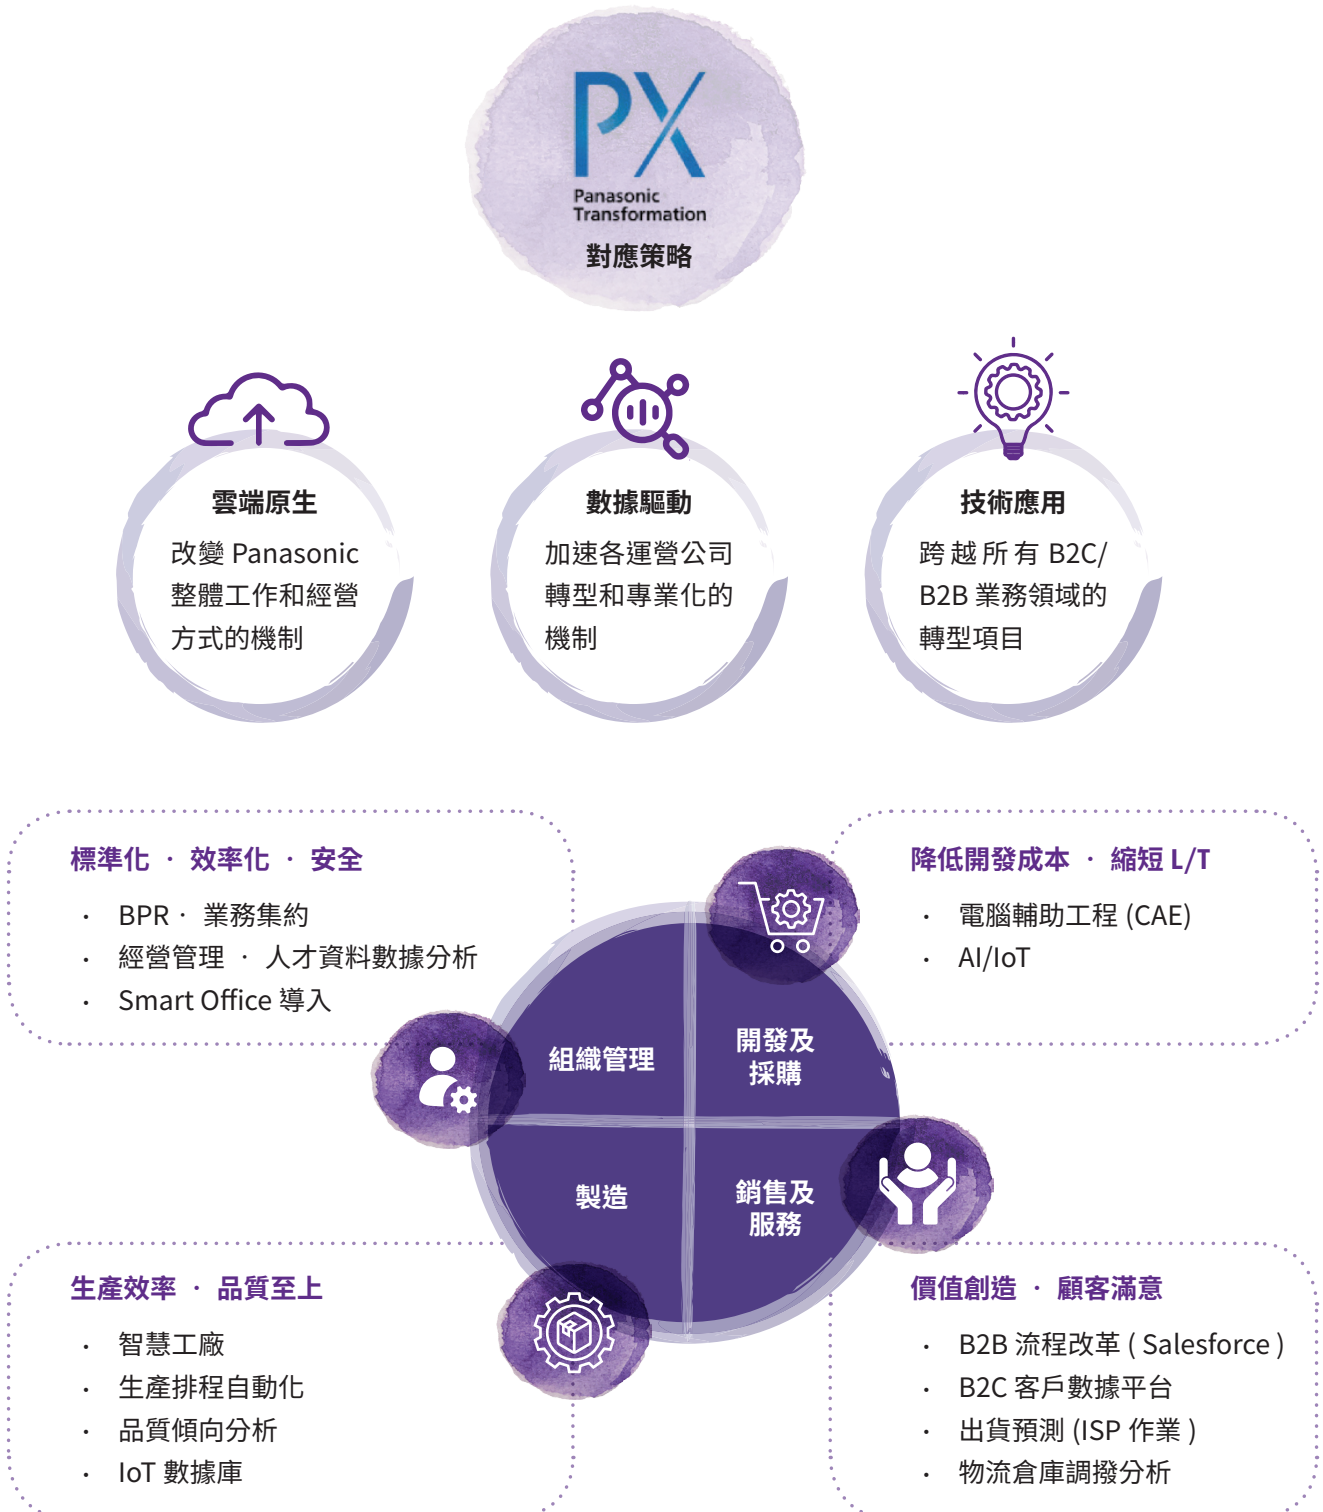 PX
Panasonic
Transformation
對應策略
雲端原生
改變 Panasonic
整體工作和經營
方式的機制
數據驅動
加速各運營公司
轉型和專業化的
機制
技術應用
跨越所有 B2C/
B2B 業務領域的
轉型項目
標準化 · 效率化 · 安全
· BPR · 業務集約
· 經營管理 · 人才資料數據分析
· Smart Office 導入
降低開發成本 · 縮短 L/T
· 電腦輔助工程 (CAE)
· AI/IoT
組織管理
開發及
採購
製造
銷售及
服務
生產效率 · 品質至上
· 智慧工廠
· 生產排程自動化
· 品質傾向分析
· IoT 數據庫
價值創造 · 顧客滿意
· B2B 流程改革 ( Salesforce )
· B2C 客戶數據平台
· 出貨預測 (ISP 作業 )
· 物流倉庫調撥分析